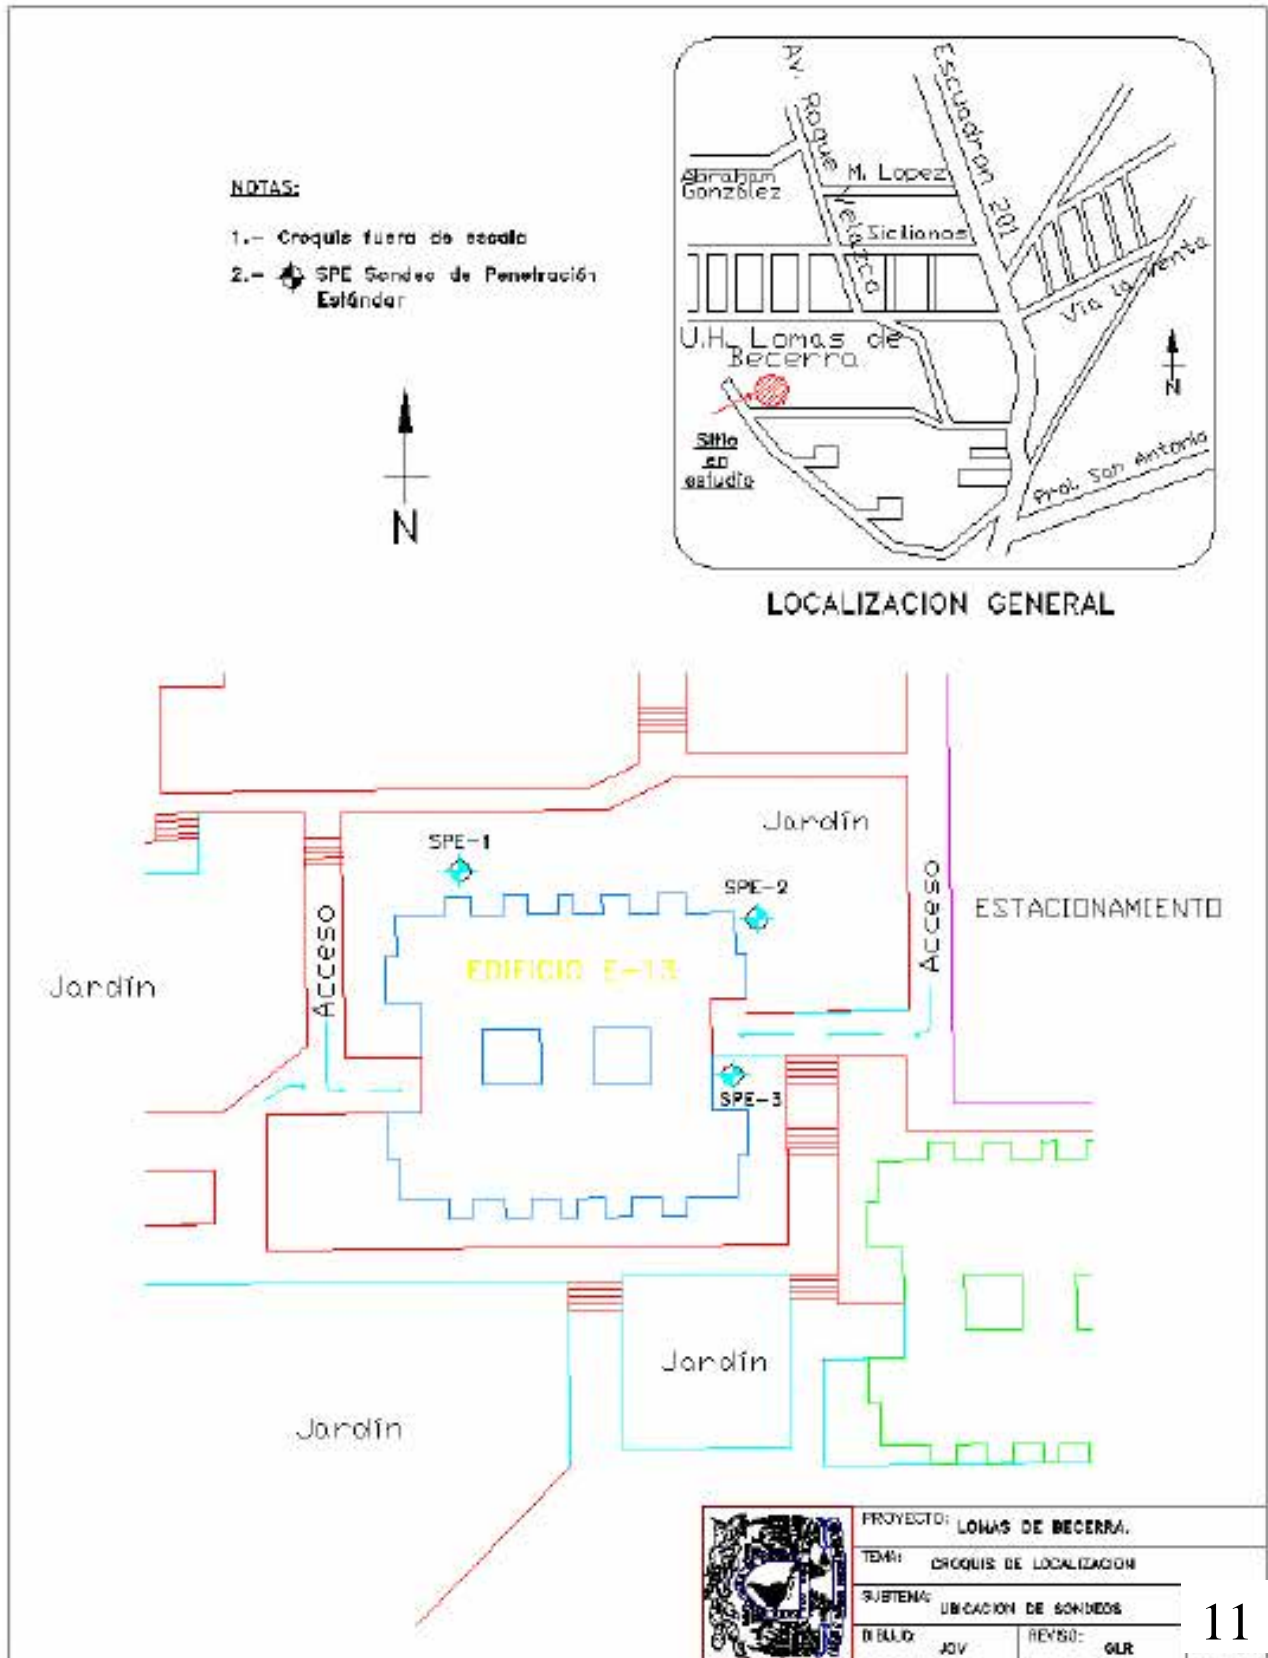 NOTAS:
1.- Croquis fuera de escala
2.- SPE Sondeo de Penetración
Estándar
N
Av. Roque Velazco
Escuadron 201
Abraham
González
M. Lopez
Sicilianos
Via la Venta
U.H. Lomas de
Becerra
N
Sitio
en
estudio
Prol. San Antonio
LOCALIZACION GENERAL
Jardín
SPE-1
SPE-2
Acceso
ESTACIONAMIENTO
Acceso
EDIFICIO E-13
Jardín
SPE-3
Jardín
Jardín
PROYECTO: LOMAS DE BECERRA.
TEMA: CROQUIS DE LOCALIZACION
SUBTEMA: UBICACION DE SONDEOS
DIBUJO: JOV
REVISO: GLR
11